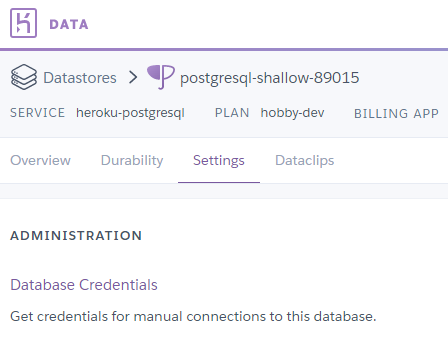 DATA
Datastores postgresql-shallow-89015
SERVICE heroku-postgresql PLAN hobby-dev BILLING APP
Overview Durability Settings Dataclips
ADMINISTRATION
Database Credentials
Get credentials for manual connections to this database.